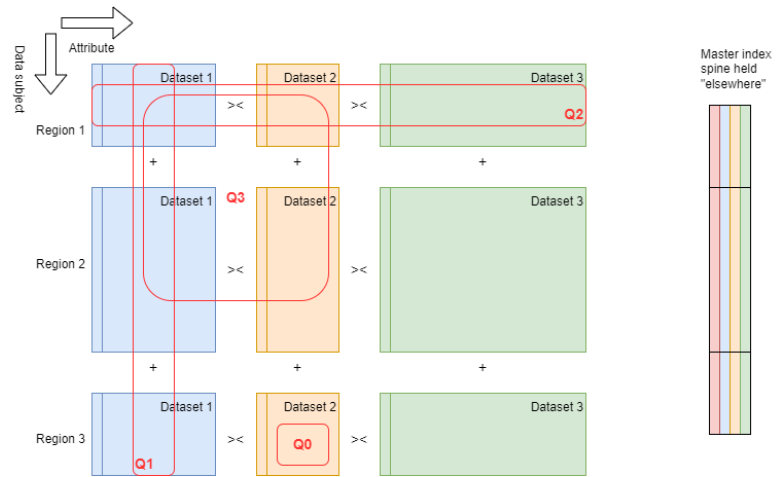 Attribute
Data subject
Master index
spine held
"elsewhere"
Dataset 1
Dataset 2
Dataset 3
Region 1
><
><
Q2
+
+
+
Dataset 1
Q3
Dataset 2
Dataset 3
Region 2
><
><
+
+
+
Dataset 1
Dataset 2
Dataset 3
Region 3
><
Q0
><
Q1